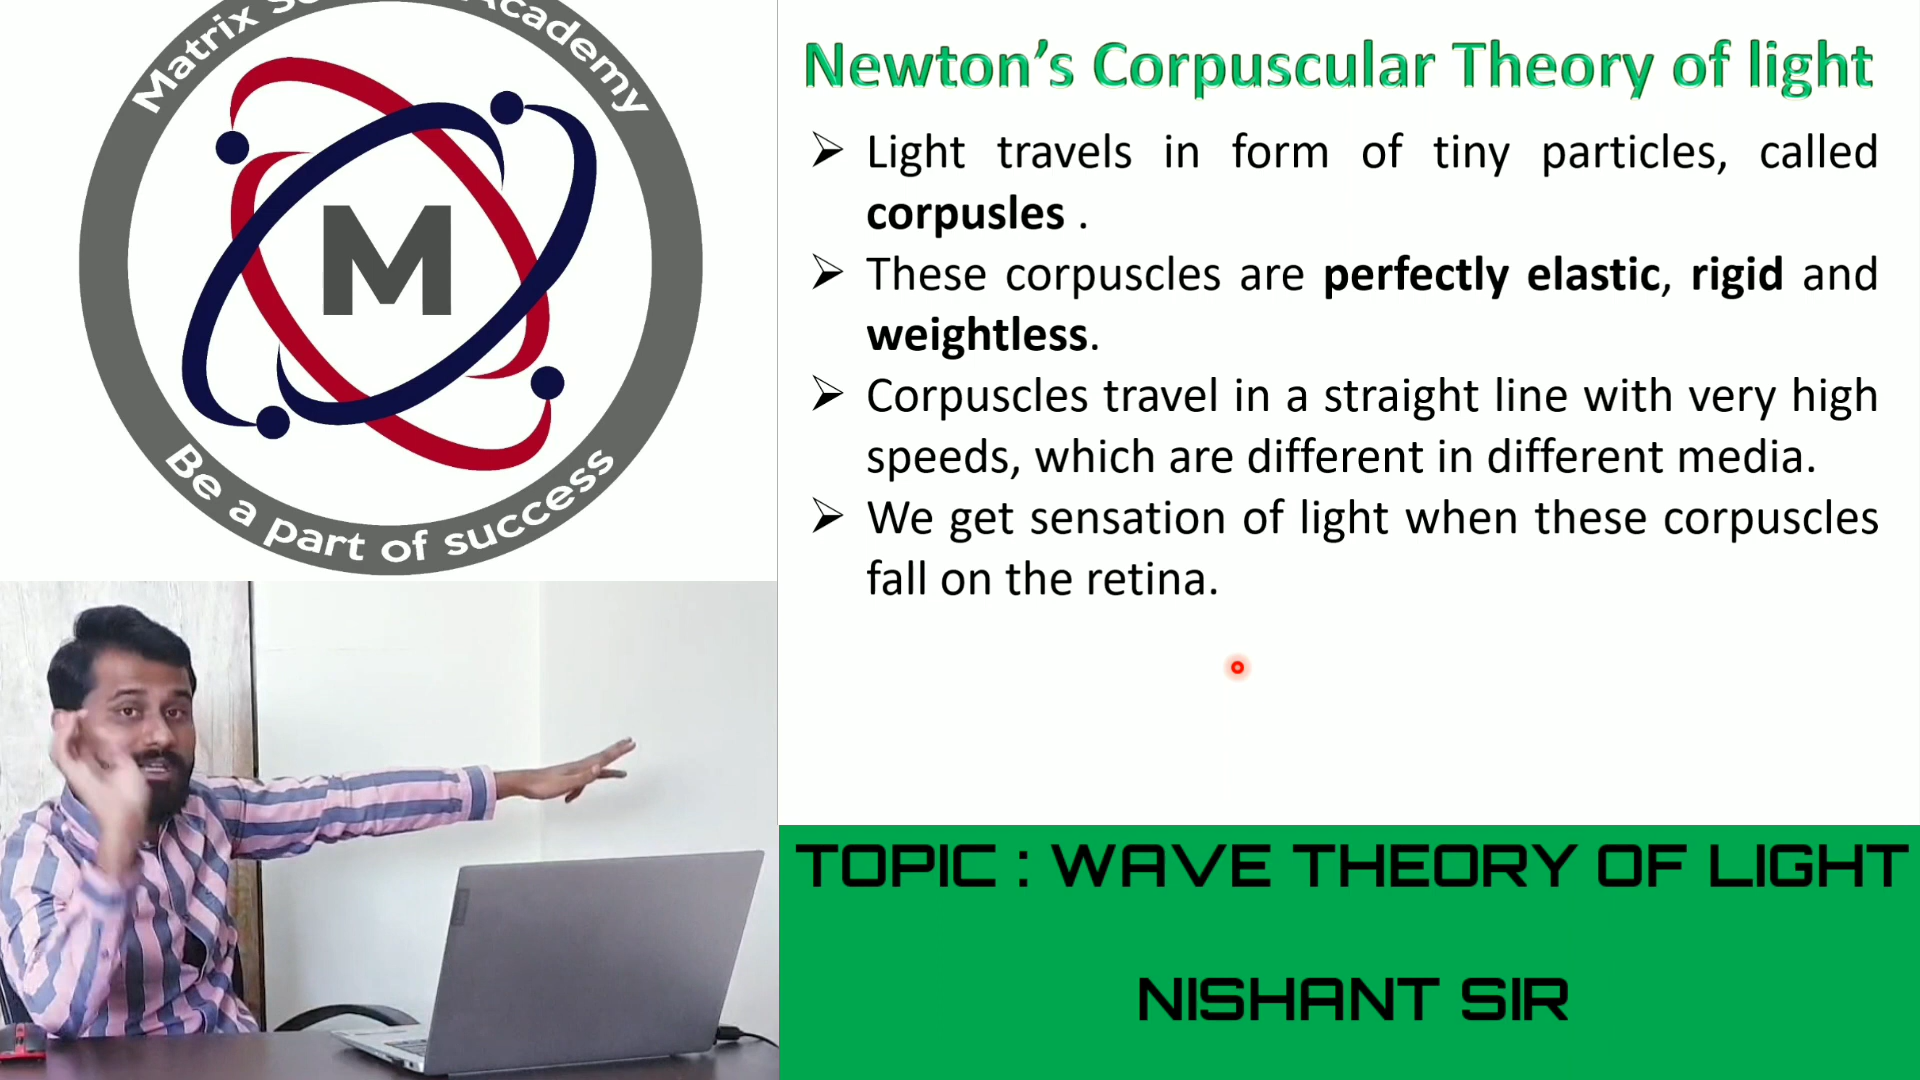 Matrix
Academy
M
Be a part of success
Newton’s Corpuscular Theory of light
➢ Light travels in form of tiny particles, called
corpusles .
➢ These corpuscles are perfectly elastic, rigid and
weightless.
➢ Corpuscles travel in a straight line with very high
speeds, which are different in different media.
➢ We get sensation of light when these corpuscles
fall on the retina.
TOPIC : WAVE THEORY OF LIGHT
NISHANT SIR